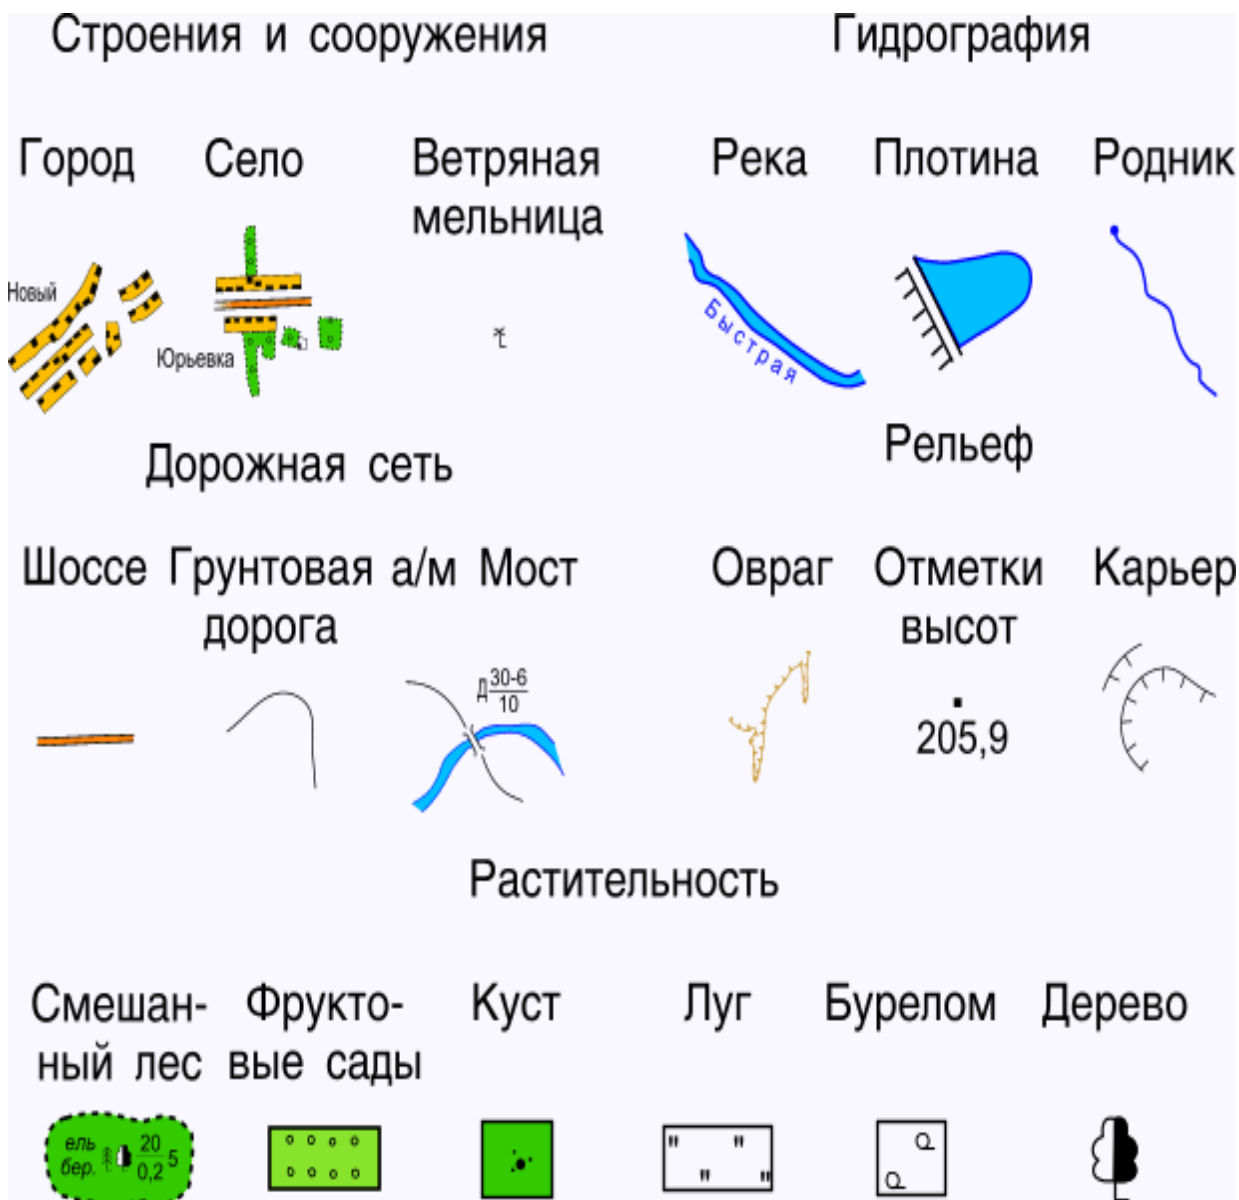 Строения и сооружения
Гидрография
Город
Село
Ветряная
мельница
Река
Плотина
Родник
Новый
Юрьевка
Быстрая
Дорожная сеть
Рельеф
Шоссе
Грунтовая а/м
дорога
Мост
Овраг
Отметки
высот
Карьер
Д 30-6
10
205,9
Растительность
Смешан-
ный лес
Фрукто-
вые сады
Куст
Луг
Бурелом
Дерево
ель 20
бер. 0,2 5